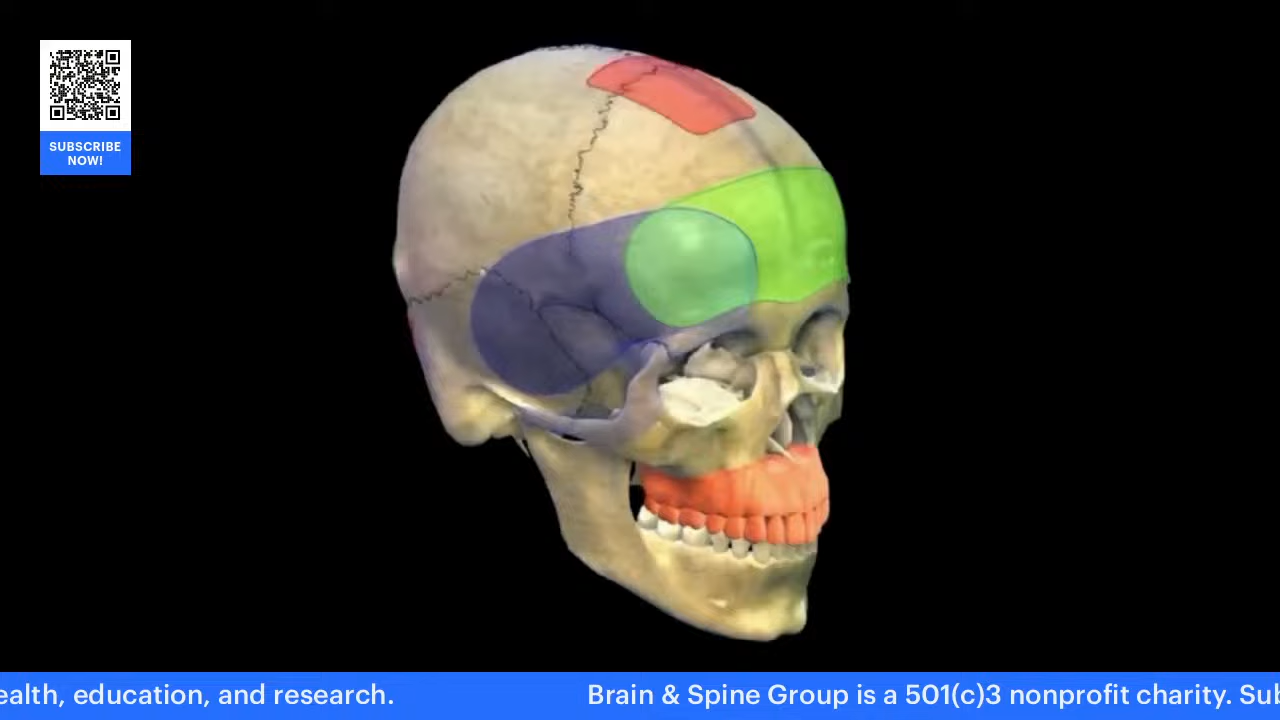 SUBSCRIBE
NOW!
ealth, education, and research.
Brain & Spine Group is a 501(c)3 nonprofit charity. Sub